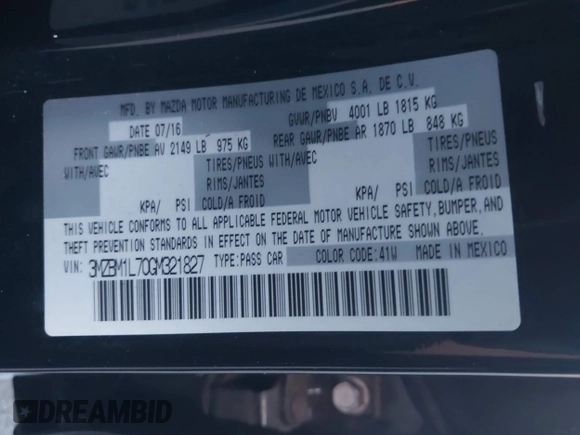 MFD. BY MAZDA MOTOR MANUFACTURING DE MEXICO S.A. DE C.V.
DATE 07/16 GVWR/PNBV 4001 LB 1815 KG
FRONT GAWR/PNBE AV 2149 LB 975 KG REAR GAWR/PNBE AR 1870 LB 848 KG
WITH/AVEC TIRES/PNEUS WITH/AVEC TIRES/PNEUS
RIMS/JANTES RIMS/JANTES
KPA/ PSI COLD/A FROID KPA/ PSI COLD/A FROID
THIS VEHICLE CONFORMS TO ALL APPLICABLE FEDERAL MOTOR VEHICLE SAFETY, BUMPER, AND
THEFT PREVENTION STANDARDS IN EFFECT ON THE DATE OF MANUFACTURE SHOWN ABOVE.
VIN: 3MZBM1L70GM321827 TYPE:PASS CAR COLOR CODE:41W MADE IN MEXICO
DREAMBID